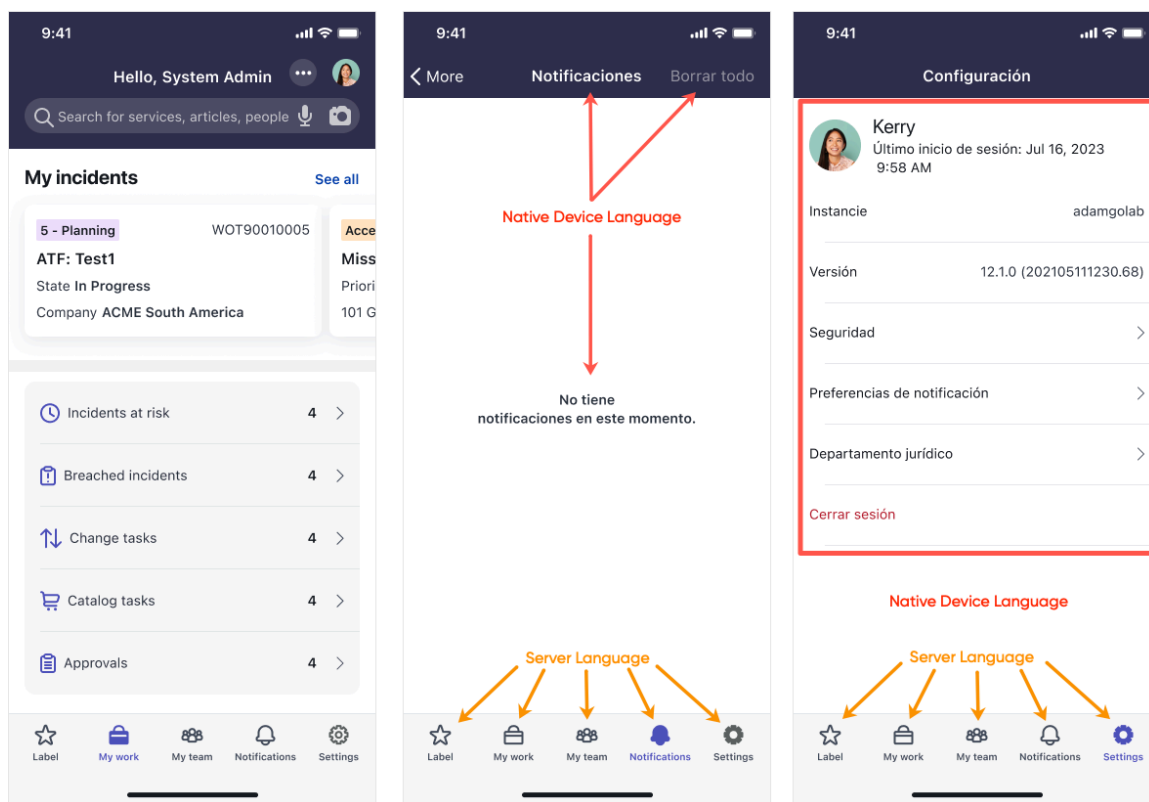 9:41
Hello, System Admin
Search for services, articles, people
My incidents
See all
5 - Planning
WOT90010005
ATF: Test1
State In Progress
Company ACME South America
Acce
Miss
Priori
101 G
Incidents at risk
4
Breached incidents
4
Change tasks
4
Catalog tasks
4
Approvals
4
Label
My work
My team
Notifications
Settings
9:41
More
Notificaciones
Borrar todo
Native Device Language
No tiene
notificaciones en este momento.
Server Language
Label
My work
My team
Notifications
Settings
9:41
Configuración
Kerry
Último inicio de sesión: Jul 16, 2023
9:58 AM
Instancie
adamgolab
Versión
12.1.0 (202105111230.68)
Seguridad
Preferencias de notificación
Departamento jurídico
Cerrar sesión
Native Device Language
Server Language
Label
My work
My team
Notifications
Settings